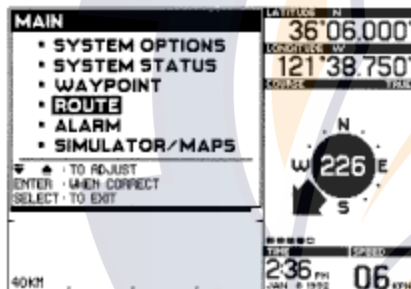 MAIN
• SYSTEM OPTIONS
• SYSTEM STATUS
• WAYPOINT
• ROUTE
• ALARM
• SIMULATOR/MAPS
▼ ▲ : TO ADJUST
ENTER : WHEN CORRECT
SELECT : TO EXIT
40KM
LATITUDE N
36°06.000'
LONGITUDE W
121°38.750'
COURSE TRUE
N
W 226 E
S
TIME SPEED
2:36 PM 06
JAN 8 1992